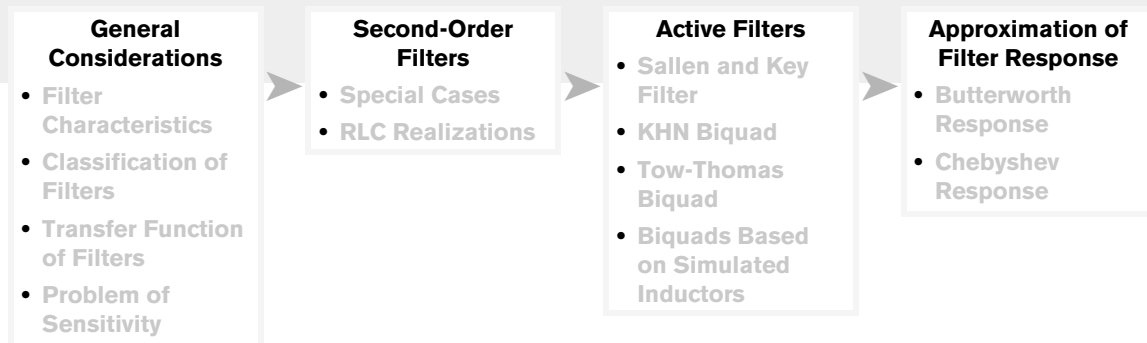 General
Considerations
• Filter
Characteristics
• Classification of
Filters
• Transfer Function
of Filters
• Problem of
Sensitivity
Second-Order
Filters
• Special Cases
• RLC Realizations
Active Filters
• Sallen and Key
Filter
• KHN Biquad
• Tow-Thomas
Biquad
• Biquads Based
on Simulated
Inductors
Approximation of
Filter Response
• Butterworth
Response
• Chebyshev
Response